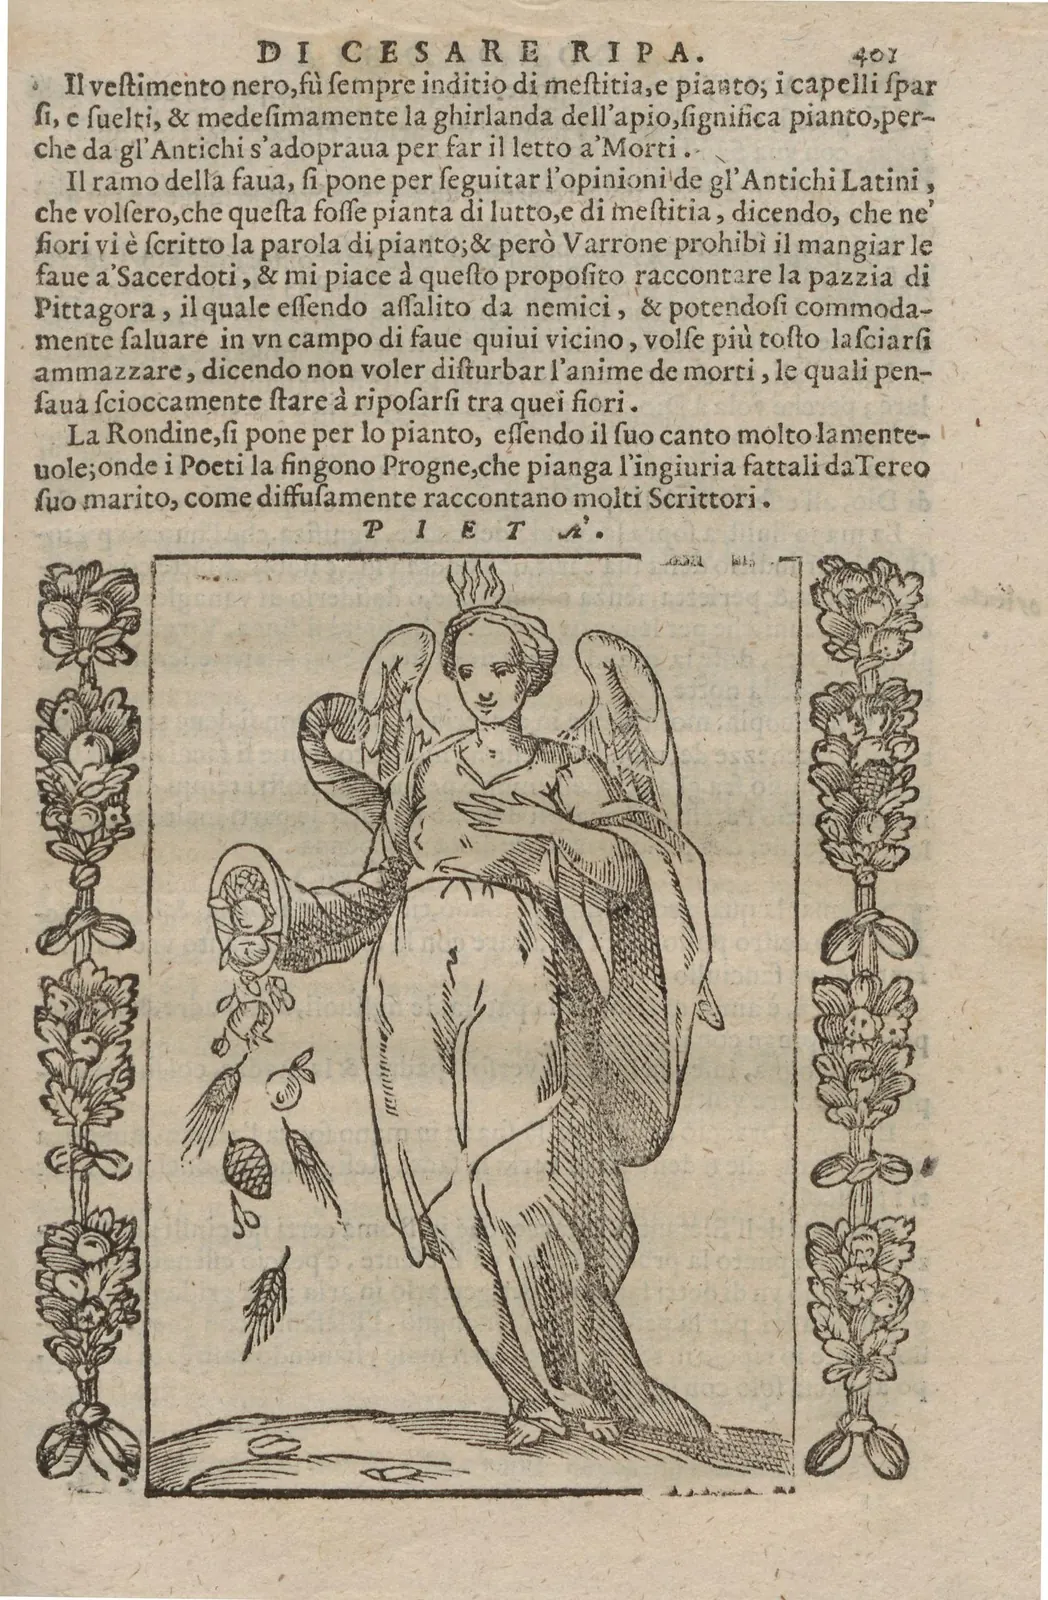 DI CESARE RIPA. 401
Il veſtimento nero,fù ſempre inditio di meſtitia,e pianto; i capelli ſpar
ſi, e ſuelti, & medeſimamente la ghirlanda dell'apio,ſignifica pianto,per-
che da gl'Antichi s'adopraua per far il letto a'Morti.
Il ramo della faua, ſi pone per ſeguitar l'opinioni de gl'Antichi Latini,
che volſero,che queſta foſſe pianta di lutto,e di meſtitia, dicendo, che ne'
fiori vi è ſcritto la parola di pianto;& però Varrone prohibì il mangiar le
faue a'Sacerdoti, & mi piace à queſto propoſito raccontare la pazzia di
Pittagora, il quale eſſendo aſſalito da nemici, & potendoſi commoda-
mente ſaluare in vn campo di faue quiui vicino, volſe più toſto laſciarſi
ammazzare, dicendo non voler diſturbar l'anime de morti, le quali pen-
ſaua ſcioccamente ſtare à ripoſarſi tra quei fiori.
La Rondine,ſi pone per lo pianto, eſſendo il ſuo canto molto lamente-
uole;onde i Poeti la fingono Progne,che pianga l'ingiuria fattali daTereo
ſuo marito, come diffuſamente raccontano molti Scrittori.
PIETA'.